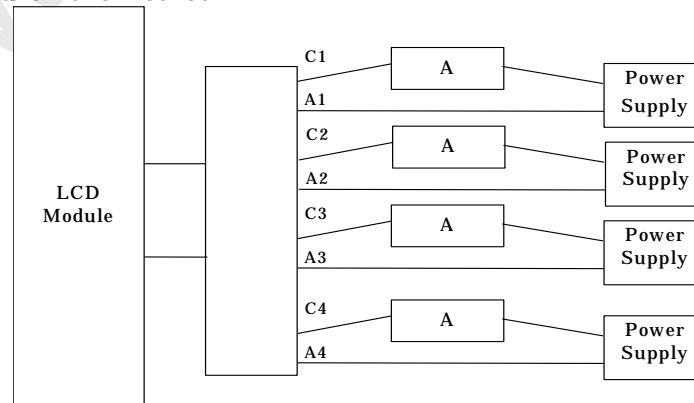 C1
A
Power
Supply
A1
C2
A
Power
Supply
A2
LCD
Module
C3
A
Power
Supply
A3
C4
A
Power
Supply
A4